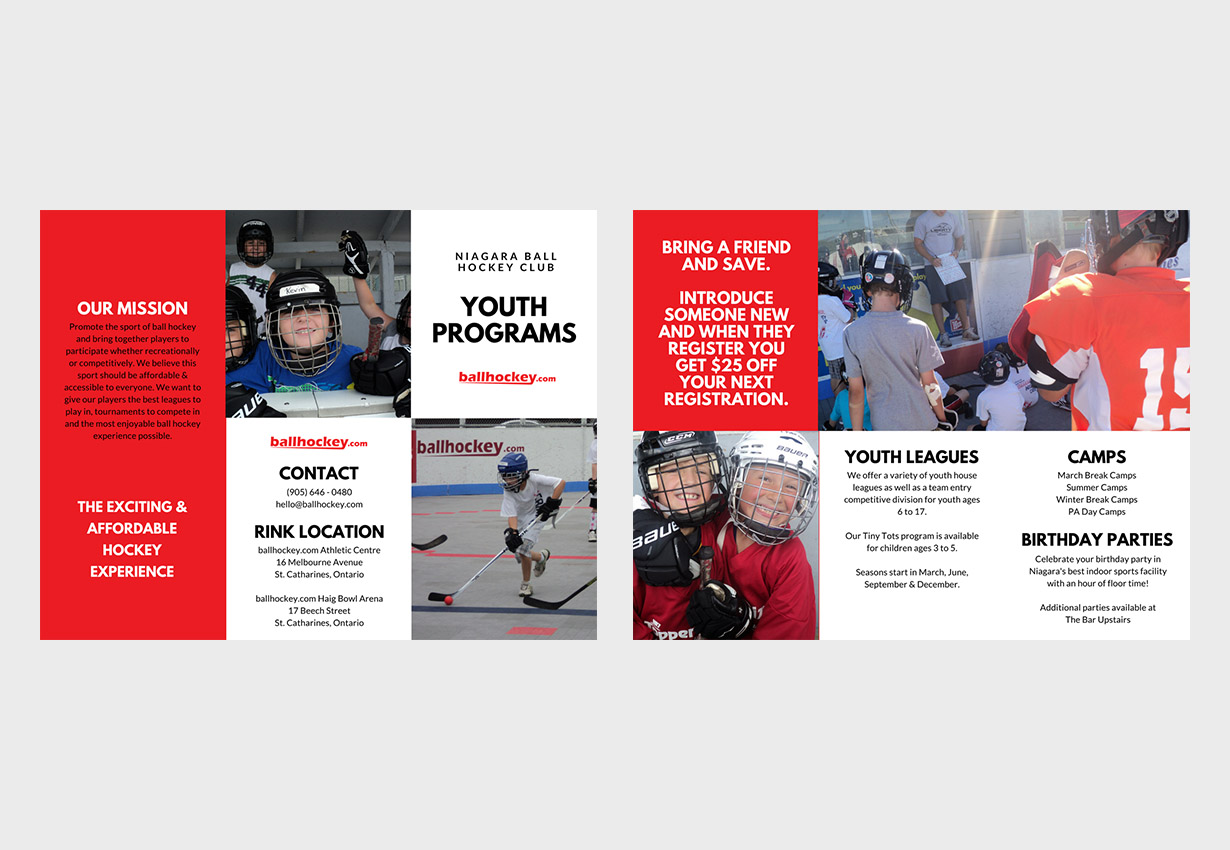 OUR MISSION
Promote the sport of ball hockey
and bring together players to
participate whether recreationally
or competitively. We believe this
sport should be affordable &
accessible to everyone. We want to
give our players the best leagues to
play in, tournaments to compete in
and the most enjoyable ball hockey
experience possible.
THE EXCITING &
AFFORDABLE
HOCKEY
EXPERIENCE
Kevin
BAUE
ballhockey.com
CONTACT
(905) 646 - 0480
hello@ballhockey.com
RINK LOCATION
ballhockey.com Athletic Centre
16 Melbourne Avenue
St. Catharines, Ontario
ballhockey.com Haig Bowl Arena
17 Beech Street
St. Catharines, Ontario
NIAGARA BALL
HOCKEY CLUB
YOUTH
PROGRAMS
ballhockey.com
ballhockey.com
BRING A FRIEND
AND SAVE.
INTRODUCE
SOMEONE NEW
AND WHEN THEY
REGISTER YOU
GET $25 OFF
YOUR NEXT
REGISTRATION.
15
CCM
BAUER
BAUE
pper
YOUTH LEAGUES
We offer a variety of youth house
leagues as well as a team entry
competitive division for youth ages
6 to 17.
Our Tiny Tots program is available
for children ages 3 to 5.
Seasons start in March, June,
September & December.
CAMPS
March Break Camps
Summer Camps
Winter Break Camps
PA Day Camps
BIRTHDAY PARTIES
Celebrate your birthday party in
Niagara's best indoor sports facility
with an hour of floor time!
Additional parties available at
The Bar Upstairs